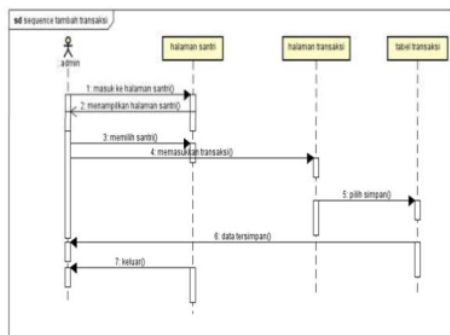 sd sequence tambah transaksi
halaman santri
halaman transaksi
tabel transaksi
admin
1: masuk ke halaman santri()
2: menampilkan halaman santri()
3: memilih santri()
4: memasukkan transaksi()
5: pilih simpan()
6: data tersimpan()
7: keluar()